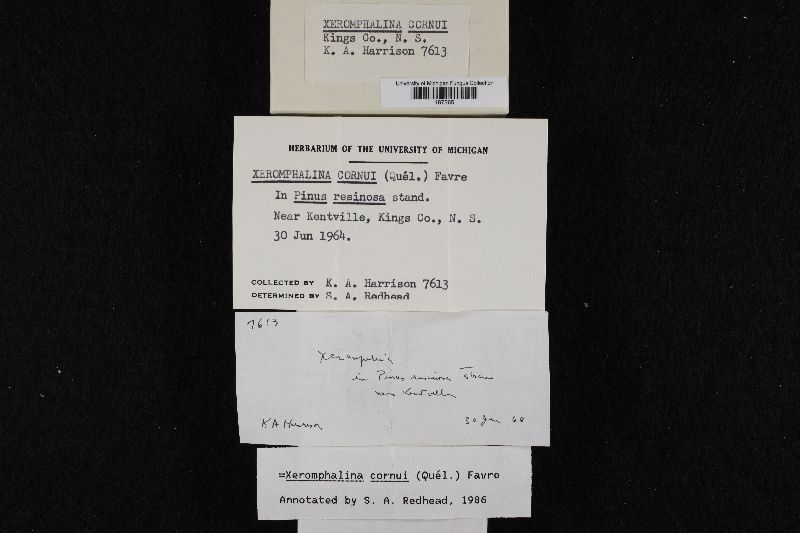 XEROMPHALINA CORNUI
Kings Co., N. S.
K. A. Harrison 7613
University of Michigan Fungus Collection
HERBARIUM OF THE UNIVERSITY OF MICHIGAN
XEROMPHALINA CORNUI (Quél.) Favre
In Pinus resinosa stand.
Near Kentville, Kings Co., N. S.
30 Jun 1964.
COLLECTED BY K. A. Harrison 7613
DETERMINED BY S. A. Redhead
7613
in Pinus resinosa
near Kentville
K A Harrison
30 Jun 64
=Xeromphalina cornui (Quél.) Favre
Annotated by S. A. Redhead, 1986